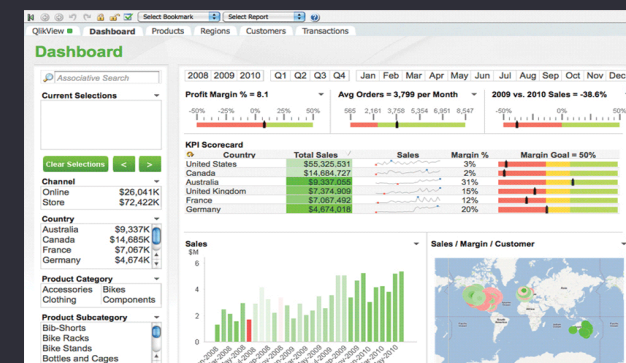 Select Bookmark Select Report
QlikView Dashboard Products Regions Customers Transactions
Dashboard
Associative Search
2008 2009 2010 Q1 Q2 Q3 Q4 Jan Feb Mar Apr May Jun Jul Aug Sep Oct Nov Dec
Current Selections
Profit Margin % = 8.1 Avg Orders = 3,799 per Month 2009 vs. 2010 Sales = -38.6%
-50% -25% 0% 25% 50% 565 2,161 3,758 5,354 6,951 8,547 -50% 0% 50%
KPI Scorecard
Country Total Sales Sales Margin % Margin Goal = 50%
United States $55,325,531 3%
Canada $14,684,727 2%
Australia $9,337,055 31%
United Kingdom $7,374,909 15%
France $7,067,492 12%
Germany $4,674,018 20%
Clear Selections < >
Channel
Online $26,041K
Store $72,422K
Country
Australia $9,337K
Canada $14,685K
France $7,067K
Germany $4,674K
Product Category
Accessories Bikes
Clothing Components
Product Subcategory
Bib-Shorts
Bike Racks
Bike Stands
Bottles and Cages
Sales
$M
6
4
2
0
Sales / Margin / Customer